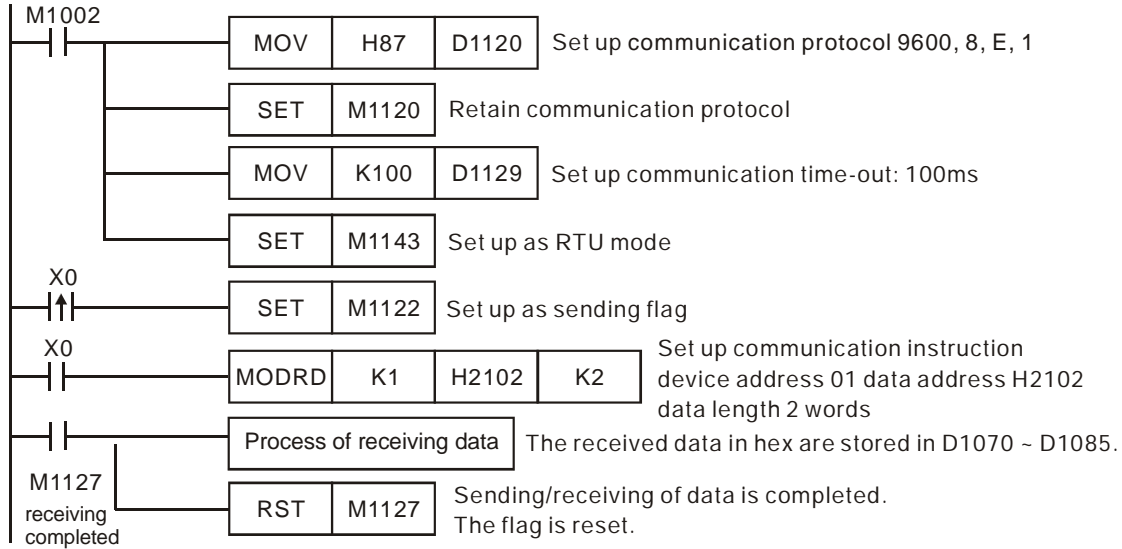 M1002
MOV H87 D1120 Set up communication protocol 9600, 8, E, 1
SET M1120 Retain communication protocol
MOV K100 D1129 Set up communication time-out: 100ms
SET M1143 Set up as RTU mode
X0
SET M1122 Set up as sending flag
X0
MODRD K1 H2102 K2
Set up communication instruction
device address 01 data address H2102
data length 2 words
Process of receiving data The received data in hex are stored in D1070 ~ D1085.
M1127
receiving
completed
RST M1127
Sending/receiving of data is completed.
The flag is reset.